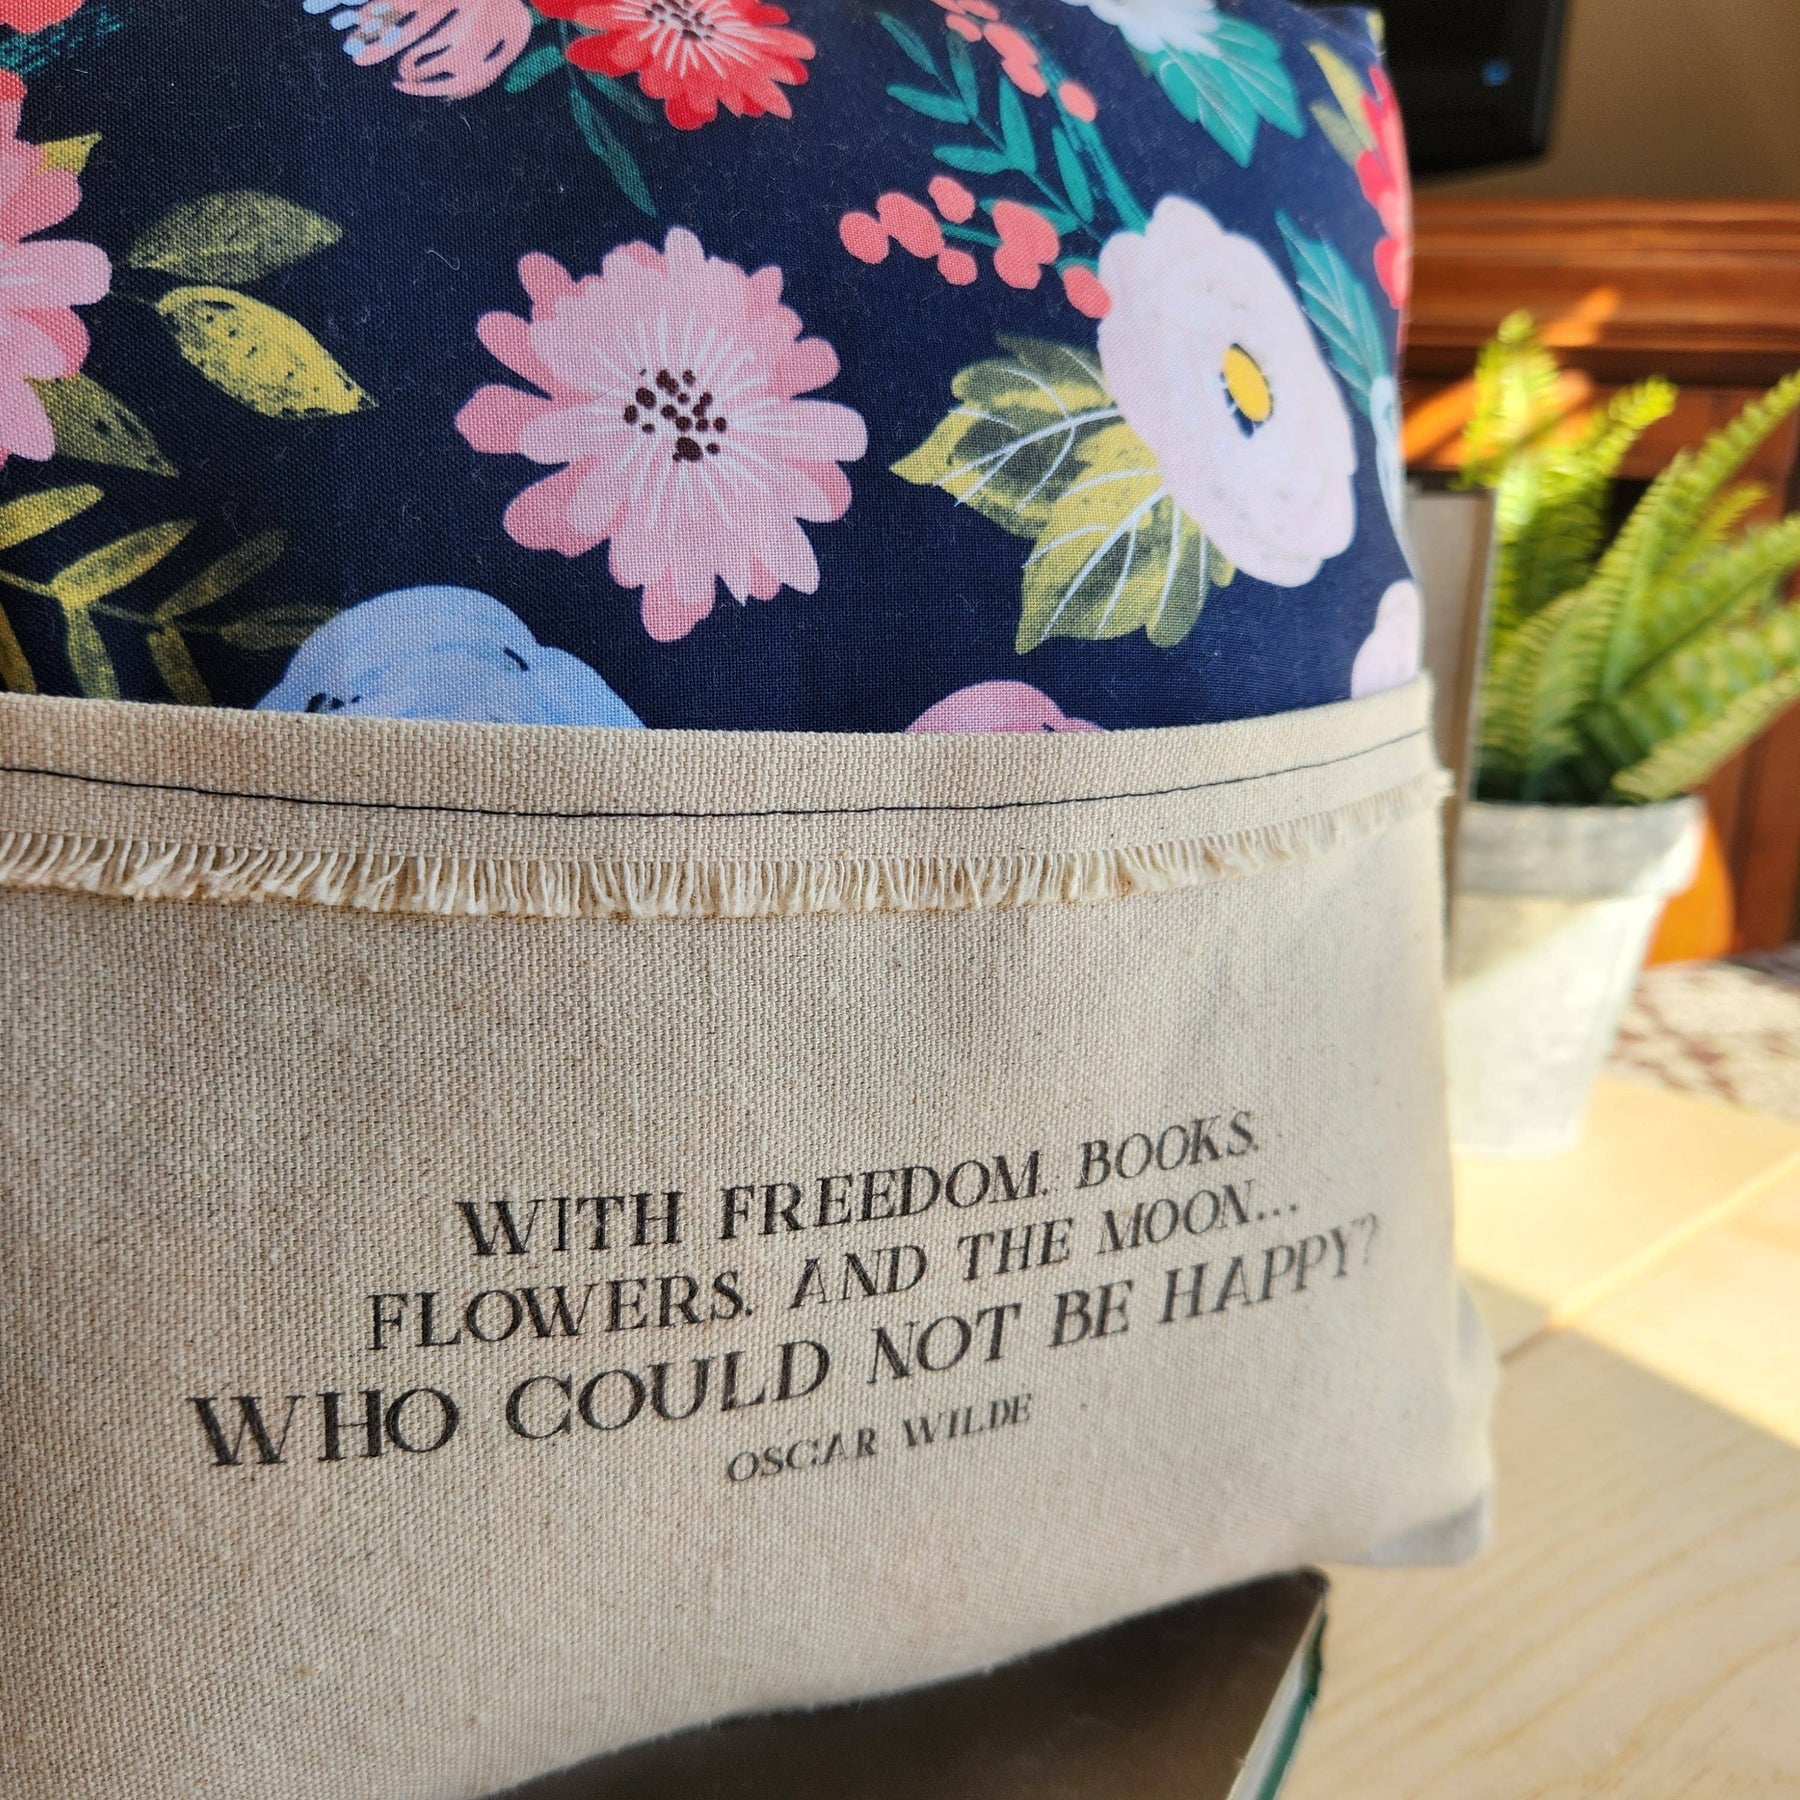 WITH FREEDOM, BOOKS,
FLOWERS, AND THE MOON...
WHO COULD NOT BE HAPPY?
OSCAR WILDE